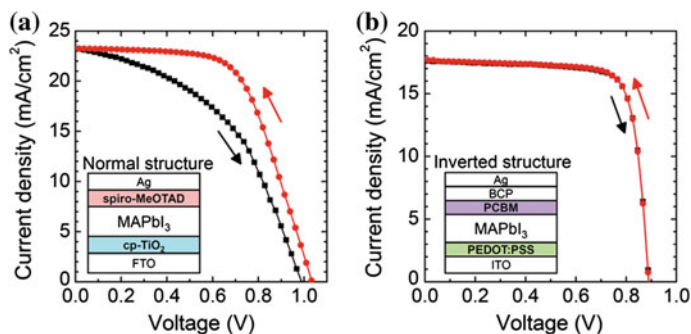 (a)
25
20
15
10
5
0
Current density (mA/cm²)
0.0 0.2 0.4 0.6 0.8 1.0
Voltage (V)
Normal structure
Ag
spiro-MeOTAD
MAPbI₃
cp-TiO₂
FTO
(b)
20
15
10
5
0
Current density (mA/cm²)
0.0 0.2 0.4 0.6 0.8 1.0
Voltage (V)
Inverted structure
Ag
BCP
PCBM
MAPbI₃
PEDOT:PSS
ITO